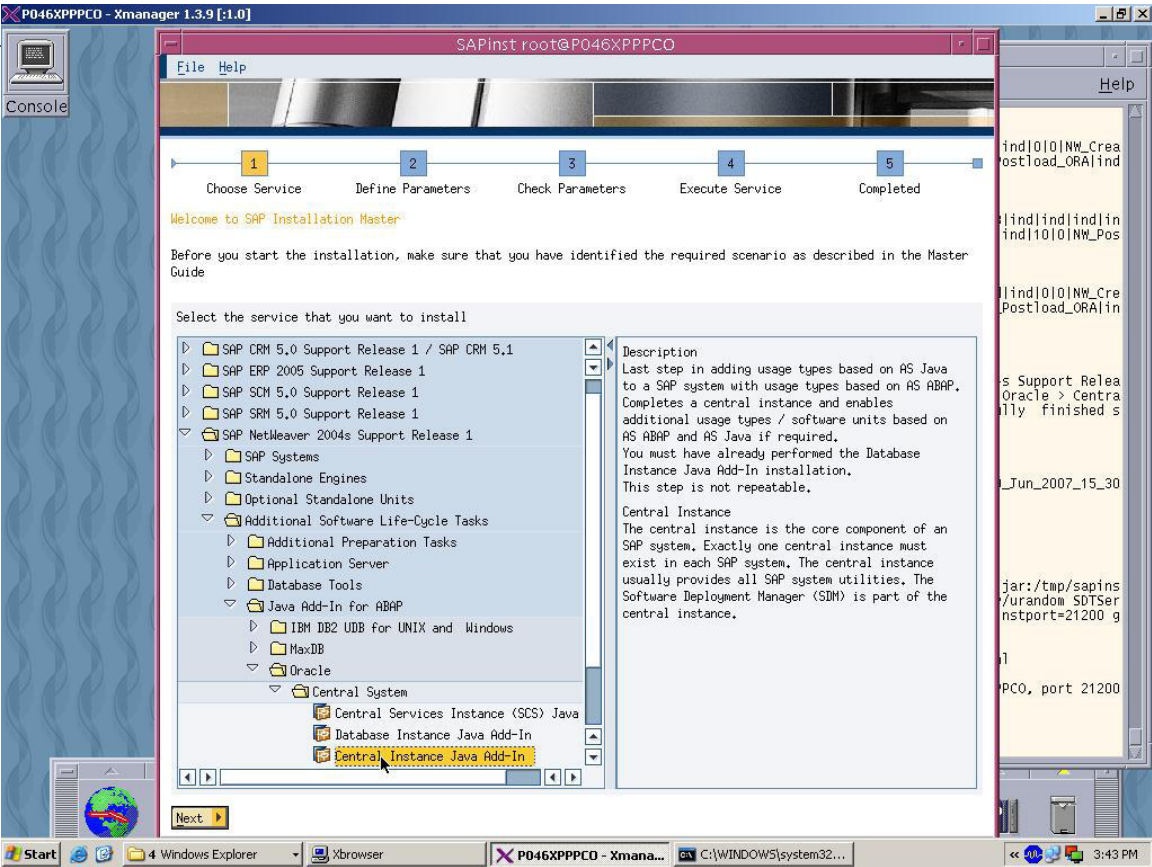 P046XPPPCO - Xmanager 1.3.9 [:1.0]
Console
SAPinst root@P046XPPPCO
File Help
Help
1 2 3 4 5
Choose Service Define Parameters Check Parameters Execute Service Completed
Welcome to SAP Installation Master
Before you start the installation, make sure that you have identified the required scenario as described in the Master
Guide
Select the service that you want to install
SAP CRM 5.0 Support Release 1 / SAP CRM 5.1
SAP ERP 2005 Support Release 1
SAP SCM 5.0 Support Release 1
SAP SRM 5.0 Support Release 1
SAP NetWeaver 2004s Support Release 1
SAP Systems
Standalone Engines
Optional Standalone Units
Additional Software Life-Cycle Tasks
Additional Preparation Tasks
Application Server
Database Tools
Java Add-In for ABAP
IBM DB2 UDB for UNIX and Windows
MaxDB
Oracle
Central System
Central Services Instance (SCS) Java
Database Instance Java Add-In
Central Instance Java Add-In
Description
Last step in adding usage types based on AS Java
to a SAP system with usage types based on AS ABAP.
Completes a central instance and enables
additional usage types / software units based on
AS ABAP and AS Java if required.
You must have already performed the Database
Instance Java Add-In installation.
This step is not repeatable.
Central Instance
The central instance is the core component of an
SAP system. Exactly one central instance must
exist in each SAP system. The central instance
usually provides all SAP system utilities. The
Software Deployment Manager (SDM) is part of the
central instance.
Next
ind|0|0|NW_Crea
ostload_ORA|ind
|ind|ind|ind|in
ind|10|0|NW_Pos
|ind|0|0|NW_Cre
Postload_ORA|in
s Support Relea
Oracle > Centra
lly finished s
_Jun_2007_15_30
jar:/tmp/sapins
/urandom SDTSer
nstport=21200 g
PCO, port 21200
Start
4 Windows Explorer
Xbrowser
P046XPPPCO - Xmana...
C:\WINDOWS\system32...
3:43 PM